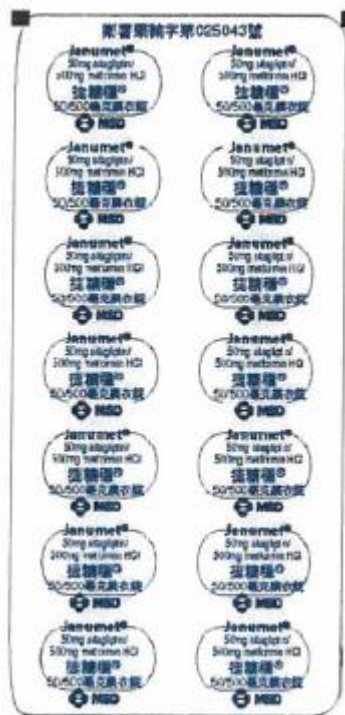 衛署藥輸字第025043號
Janumet®
50mg sitagliptin/
500mg metformin HCl
捷糖穩®
50/500毫克膜衣錠
MSD
Janumet®
50mg sitagliptin/
500mg metformin HCl
捷糖穩®
50/500毫克膜衣錠
MSD
Janumet®
50mg sitagliptin/
500mg metformin HCl
捷糖穩®
50/500毫克膜衣錠
MSD
Janumet®
50mg sitagliptin/
500mg metformin HCl
捷糖穩®
50/500毫克膜衣錠
MSD
Janumet®
50mg sitagliptin/
500mg metformin HCl
捷糖穩®
50/500毫克膜衣錠
MSD
Janumet®
50mg sitagliptin/
500mg metformin HCl
捷糖穩®
50/500毫克膜衣錠
MSD
Janumet®
50mg sitagliptin/
500mg metformin HCl
捷糖穩®
50/500毫克膜衣錠
MSD
Janumet®
50mg sitagliptin/
500mg metformin HCl
捷糖穩®
50/500毫克膜衣錠
MSD
Janumet®
50mg sitagliptin/
500mg metformin HCl
捷糖穩®
50/500毫克膜衣錠
MSD
Janumet®
50mg sitagliptin/
500mg metformin HCl
捷糖穩®
50/500毫克膜衣錠
MSD
Janumet®
50mg sitagliptin/
500mg metformin HCl
捷糖穩®
50/500毫克膜衣錠
MSD
Janumet®
50mg sitagliptin/
500mg metformin HCl
捷糖穩®
50/500毫克膜衣錠
MSD
Janumet®
50mg sitagliptin/
500mg metformin HCl
捷糖穩®
50/500毫克膜衣錠
MSD
Janumet®
50mg sitagliptin/
500mg metformin HCl
捷糖穩®
50/500毫克膜衣錠
MSD